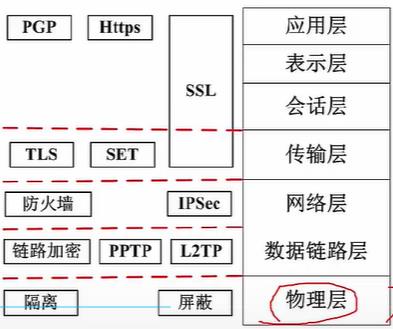 PGP Https 应用层
表示层
SSL
会话层
TLS SET 传输层
防火墙 IPSec 网络层
链路加密 PPTP L2TP 数据链路层
隔离 屏蔽 物理层